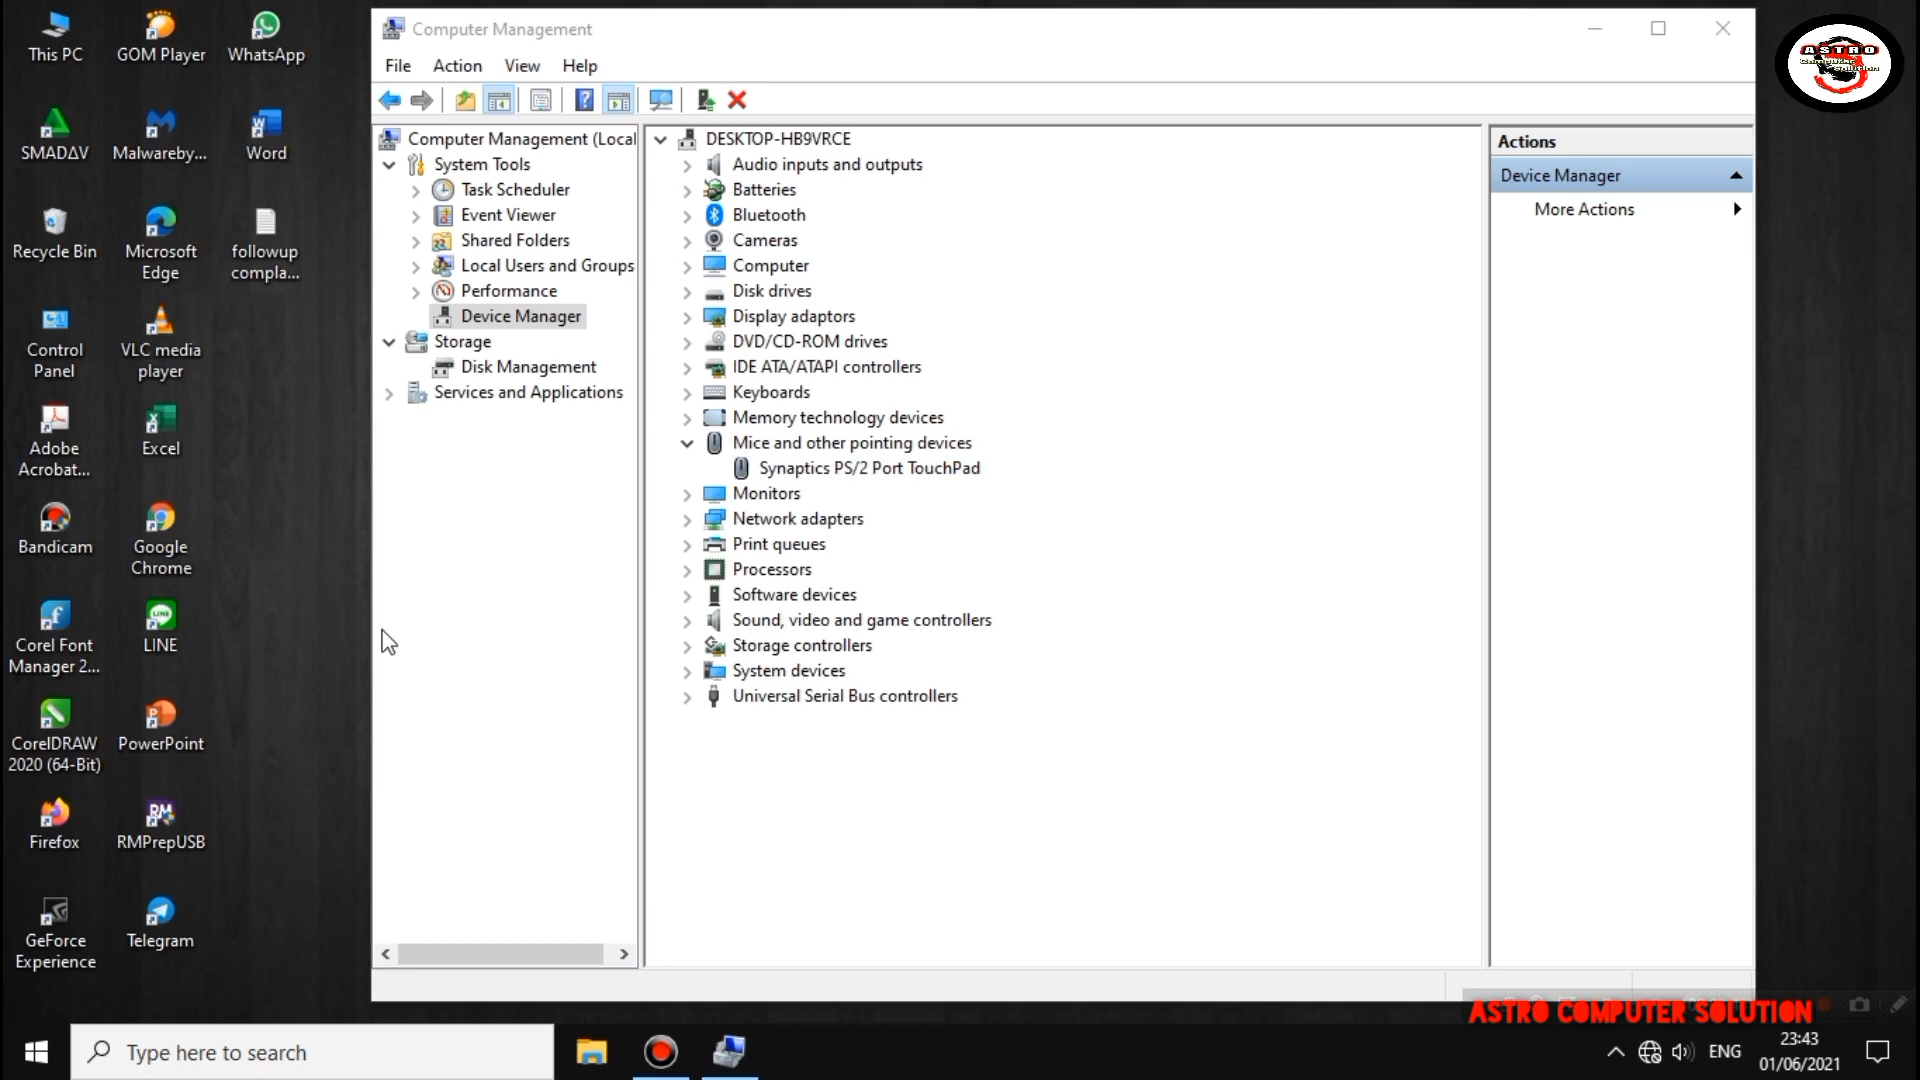 This PC
GOM Player
WhatsApp
SMADΔV
Malwareby...
Word
Recycle Bin
Microsoft
Edge
followup
compla...
Control
Panel
VLC media
player
Adobe
Acrobat...
Excel
Bandicam
Google
Chrome
Corel Font
Manager 2...
LINE
CorelDRAW
2020 (64-Bit)
PowerPoint
Firefox
RMPrepUSB
GeForce
Experience
Telegram
Computer Management
File Action View Help
Computer Management (Local
System Tools
Task Scheduler
Event Viewer
Shared Folders
Local Users and Groups
Performance
Device Manager
Storage
Disk Management
Services and Applications
DESKTOP-HB9VRCE
Audio inputs and outputs
Batteries
Bluetooth
Cameras
Computer
Disk drives
Display adaptors
DVD/CD-ROM drives
IDE ATA/ATAPI controllers
Keyboards
Memory technology devices
Mice and other pointing devices
Synaptics PS/2 Port TouchPad
Monitors
Network adapters
Print queues
Processors
Software devices
Sound, video and game controllers
Storage controllers
System devices
Universal Serial Bus controllers
Actions
Device Manager
More Actions
ASTRO
Computer
Solution
ASTRO COMPUTER SOLUTION
Type here to search
ENG
23:43
01/06/2021